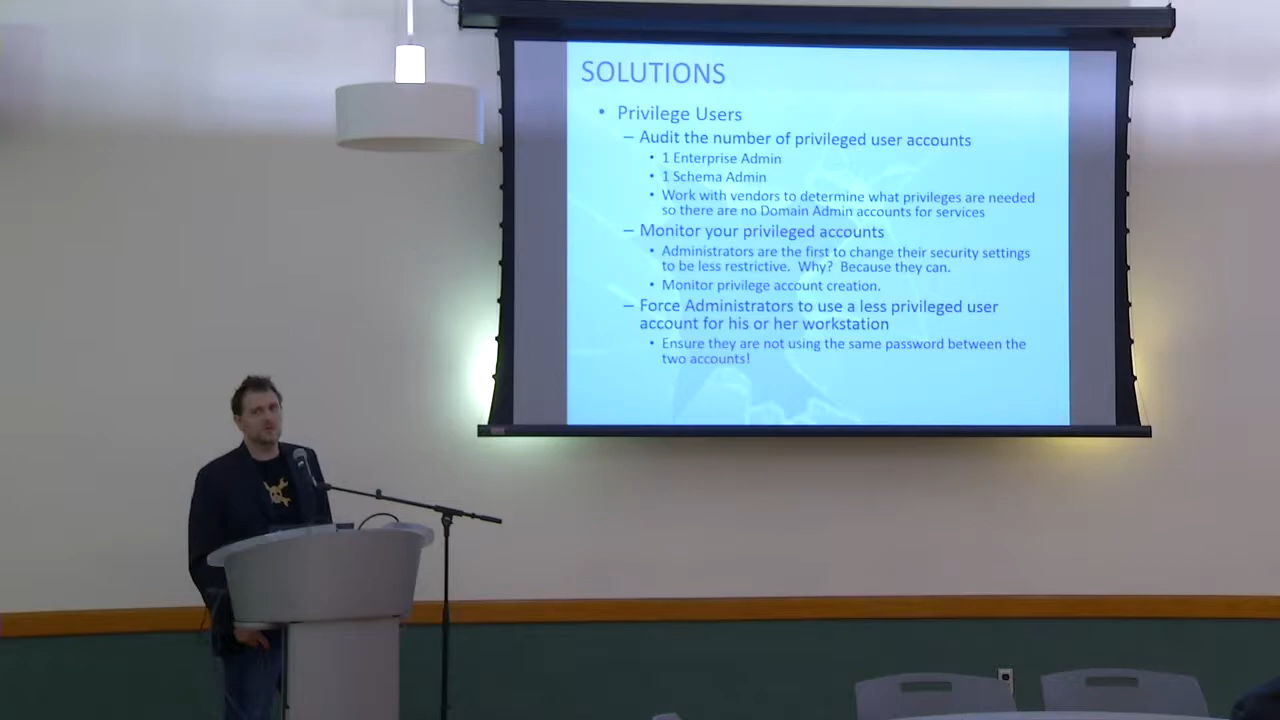 SOLUTIONS
• Privilege Users
– Audit the number of privileged user accounts
• 1 Enterprise Admin
• 1 Schema Admin
• Work with vendors to determine what privileges are needed
so there are no Domain Admin accounts for services
– Monitor your privileged accounts
• Administrators are the first to change their security settings
to be less restrictive. Why? Because they can.
• Monitor privilege account creation.
– Force Administrators to use a less privileged user
account for his or her workstation
• Ensure they are not using the same password between the
two accounts!